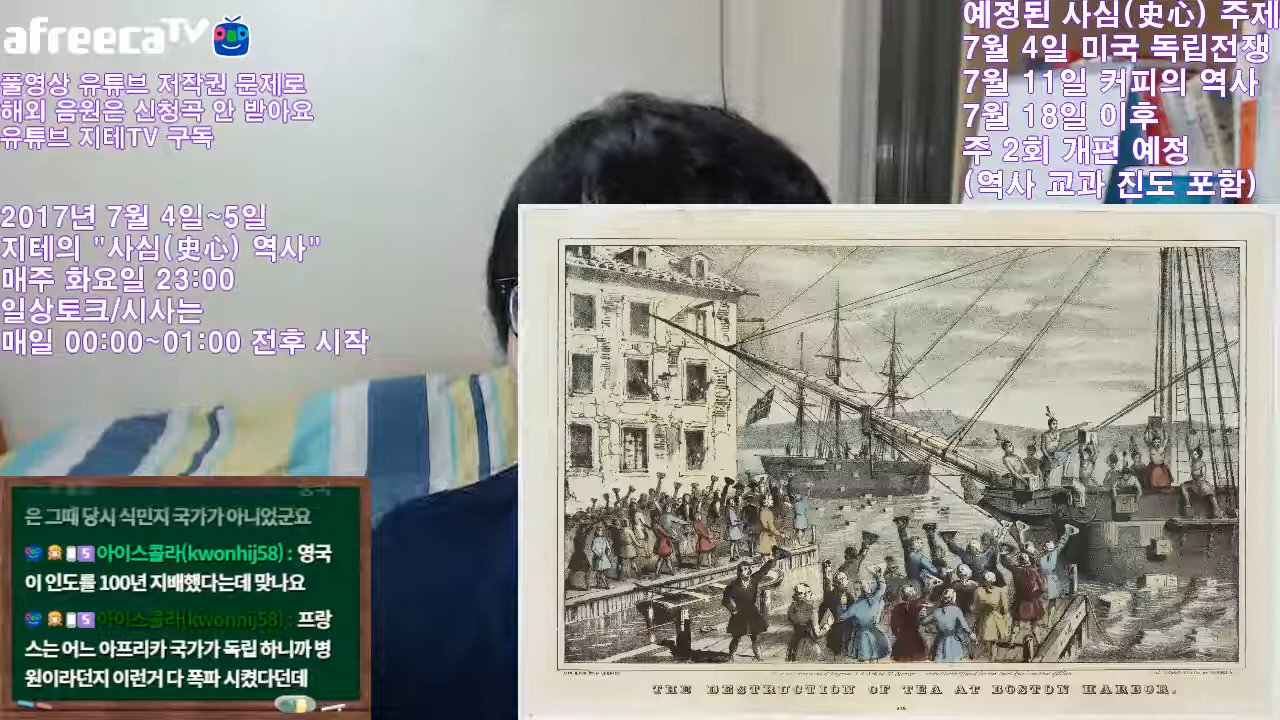 afreecaTV
풀영상 유튜브 저작권 문제로
해외 음원은 신청곡 안 받아요
유튜브 지테TV 구독
2017년 7월 4일~5일
지테의 "사심(史心) 역사"
매주 화요일 23:00
일상토크/시사는
매일 00:00~01:00 전후 시작
예정된 사심(史心) 주제
7월 4일 미국 독립전쟁
7월 11일 커피의 역사
7월 18일 이후
주 2회 개편 예정
(역사 교과 진도 포함)
은 그때 당시 식민지 국가가 아니었군요
5 아이스콜라(kwonhij58) : 영국
이 인도를 100년 지배했다는데 맞나요
5 아이스콜라(kwonhij58) : 프랑
스는 어느 아프리카 국가가 독립 하니까 병
원이라던지 이런거 다 폭파 시켰다던데
THE DESTRUCTION OF TEA AT BOSTON HARBOR.